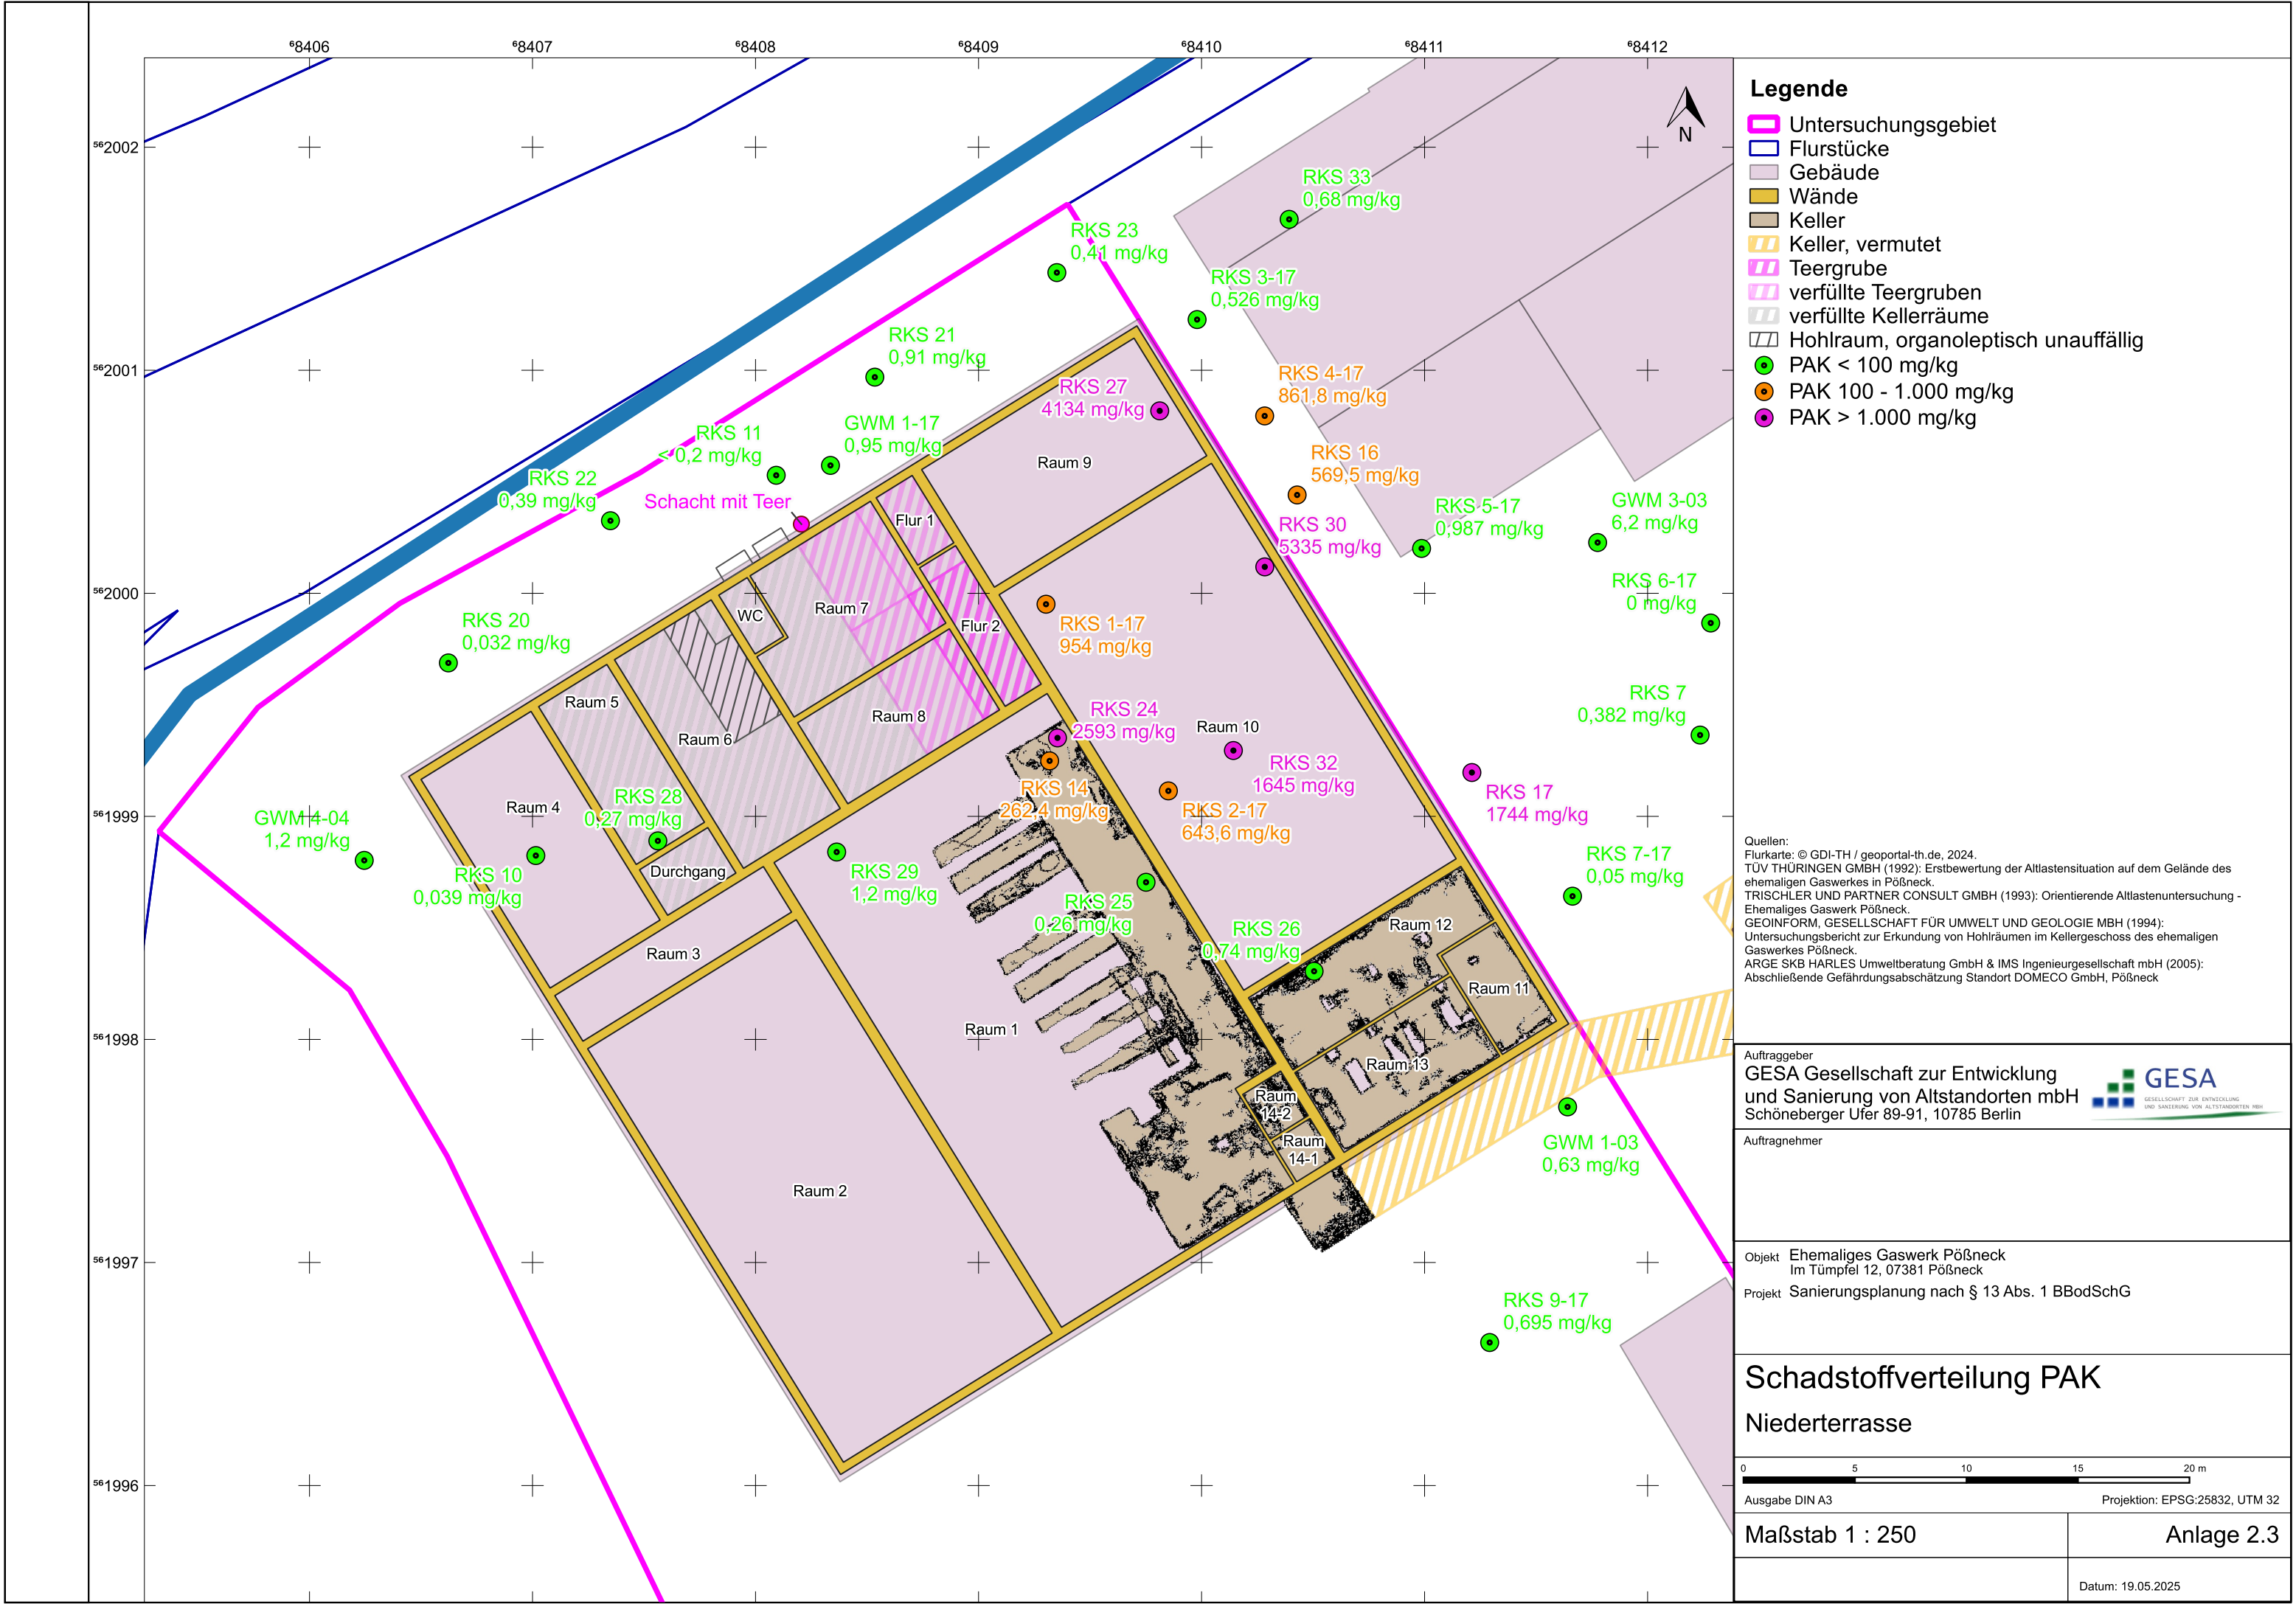 ⁶8406
⁶8407
⁶8408
⁶8409
⁶8410
⁶8411
⁶8412
⁵⁶2002
⁵⁶2001
⁵⁶2000
⁵⁶1999
⁵⁶1998
⁵⁶1997
⁵⁶1996
N
RKS 33
0,68 mg/kg
RKS 23
0,41 mg/kg
RKS 3-17
0,526 mg/kg
RKS 21
0,91 mg/kg
RKS 4-17
861,8 mg/kg
RKS 27
4134 mg/kg
GWM 1-17
0,95 mg/kg
RKS 11
< 0,2 mg/kg
RKS 16
569,5 mg/kg
Raum 9
RKS 22
0,39 mg/kg
Schacht mit Teer
RKS 5-17
0,987 mg/kg
GWM 3-03
6,2 mg/kg
Flur 1
RKS 30
5335 mg/kg
RKS 6-17
0 mg/kg
WC
Raum 7
Flur 2
RKS 20
0,032 mg/kg
RKS 1-17
954 mg/kg
RKS 7
0,382 mg/kg
Raum 5
Raum 8
Raum 6
RKS 24
2593 mg/kg
Raum 10
RKS 32
1645 mg/kg
RKS 14
262,4 mg/kg
RKS 17
1744 mg/kg
RKS 2-17
643,6 mg/kg
Raum 4
RKS 28
0,27 mg/kg
GWM 4-04
1,2 mg/kg
RKS 7-17
0,05 mg/kg
Durchgang
RKS 10
0,039 mg/kg
RKS 29
1,2 mg/kg
RKS 25
0,26 mg/kg
RKS 26
0,74 mg/kg
Raum 12
Raum 3
Raum 11
Raum 1
Raum 13
Raum
14-2
Raum
14-1
GWM 1-03
0,63 mg/kg
Raum 2
RKS 9-17
0,695 mg/kg
Legende
Untersuchungsgebiet
Flurstücke
Gebäude
Wände
Keller
Keller, vermutet
Teergrube
verfüllte Teergruben
verfüllte Kellerräume
Hohlraum, organoleptisch unauffällig
PAK < 100 mg/kg
PAK 100 - 1.000 mg/kg
PAK > 1.000 mg/kg
Quellen:
Flurkarte: © GDI-TH / geoportal-th.de, 2024.
TÜV THÜRINGEN GMBH (1992): Erstbewertung der Altlastensituation auf dem Gelände des
ehemaligen Gaswerkes in Pößneck.
TRISCHLER UND PARTNER CONSULT GMBH (1993): Orientierende Altlastenuntersuchung -
Ehemaliges Gaswerk Pößneck.
GEOINFORM, GESELLSCHAFT FÜR UMWELT UND GEOLOGIE MBH (1994):
Untersuchungsbericht zur Erkundung von Hohlräumen im Kellergeschoss des ehemaligen
Gaswerkes Pößneck.
ARGE SKB HARLES Umweltberatung GmbH & IMS Ingenieurgesellschaft mbH (2005):
Abschließende Gefährdungsabschätzung Standort DOMECO GmbH, Pößneck
Auftraggeber
GESA Gesellschaft zur Entwicklung
und Sanierung von Altstandorten mbH
Schöneberger Ufer 89-91, 10785 Berlin
GESA
GESELLSCHAFT ZUR ENTWICKLUNG
UND SANIERUNG VON ALTSTANDORTEN MBH
Auftragnehmer
Objekt Ehemaliges Gaswerk Pößneck
Im Tümpfel 12, 07381 Pößneck
Projekt Sanierungsplanung nach § 13 Abs. 1 BBodSchG
Schadstoffverteilung PAK
Niederterrasse
0 5 10 15 20 m
Ausgabe DIN A3 Projektion: EPSG:25832, UTM 32
Maßstab 1 : 250 Anlage 2.3
Datum: 19.05.2025